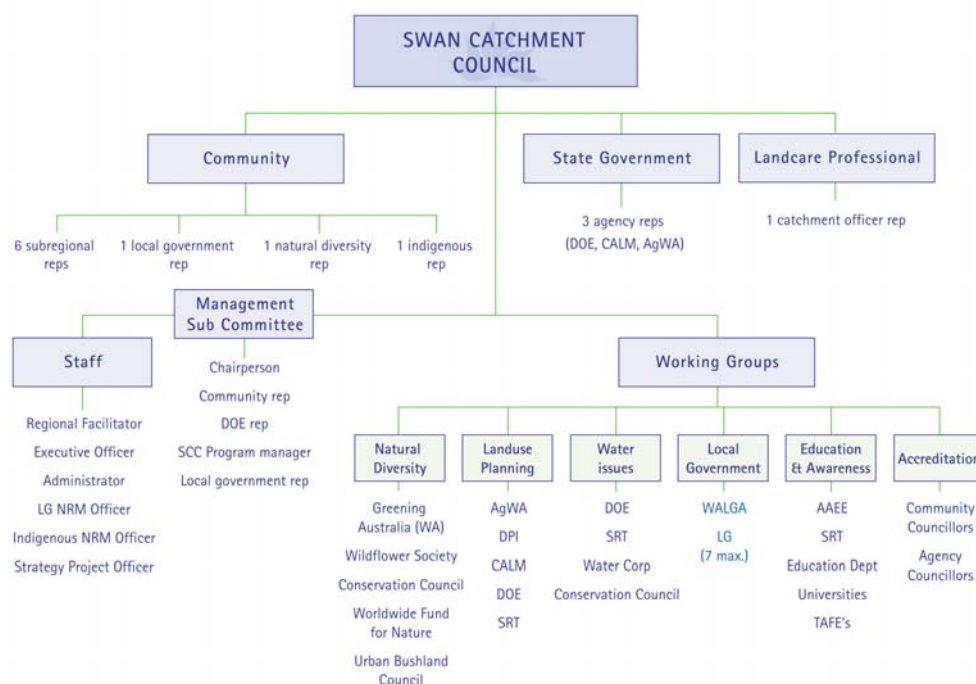 SWAN CATCHMENT
COUNCIL
Community
State Government
Landcare Professional
6 subregional
reps
1 local government
rep
1 natural diversity
rep
1 indigenous
rep
3 agency reps
(DOE, CALM, AgWA)
1 catchment officer rep
Management
Sub Committee
Chairperson
Community rep
DOE rep
SCC Program manager
Local government rep
Staff
Regional Facilitator
Executive Officer
Administrator
LG NRM Officer
Indigenous NRM Officer
Strategy Project Officer
Working Groups
Natural
Diversity
Greening
Australia (WA)
Wildflower Society
Conservation Council
Worldwide Fund
for Nature
Urban Bushland
Council
Landuse
Planning
AgWA
DPI
CALM
DOE
SRT
Water
issues
DOE
SRT
Water Corp
Conservation Council
Local
Government
WALGA
LG
(7 max.)
Education
& Awareness
AAEE
SRT
Education Dept
Universities
TAFE's
Accreditation
Community
Councillors
Agency
Councillors